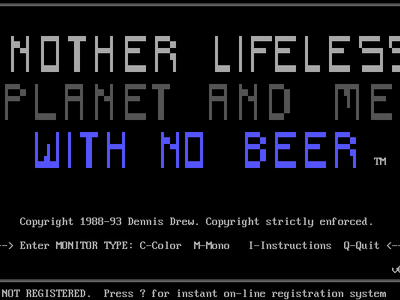 NOTHER LIFELESS
PLANET AND ME
WITH NO BEER ™
Copyright 1988-93 Dennis Drew. Copyright strictly enforced.
--> Enter MONITOR TYPE: C-Color M-Mono I-Instructions Q-Quit <-
NOT REGISTERED. Press ? for instant on-line registration system